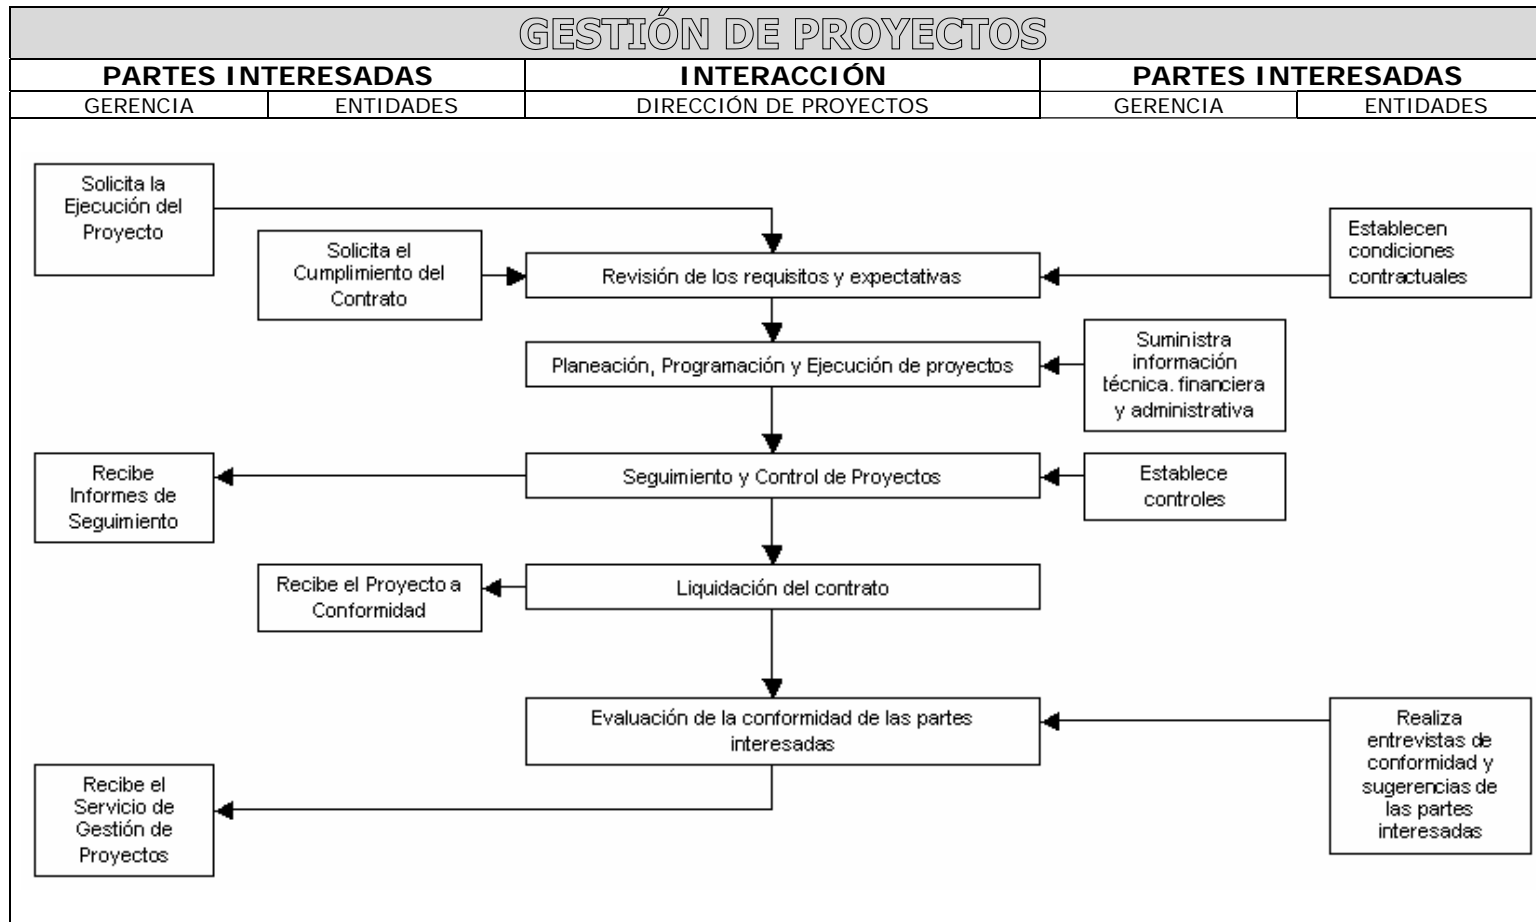 GESTIÓN DE PROYECTOS
PARTES INTERESADAS
INTERACCIÓN
PARTES INTERESADAS
GERENCIA
ENTIDADES
DIRECCIÓN DE PROYECTOS
GERENCIA
ENTIDADES
Solicita la
Ejecución del
Proyecto
Solicita el
Cumplimiento del
Contrato
Revisión de los requisitos y expectativas
Establecen
condiciones
contractuales
Planeación, Programación y Ejecución de proyectos
Suministra
información
técnica. financiera
y administrativa
Recibe
Informes de
Seguimiento
Seguimiento y Control de Proyectos
Establece
controles
Recibe el Proyecto a
Conformidad
Liquidación del contrato
Evaluación de la conformidad de las partes
interesadas
Realiza
entrevistas de
conformidad y
sugerencias de
las partes
interesadas
Recibe el
Servicio de
Gestión de
Proyectos